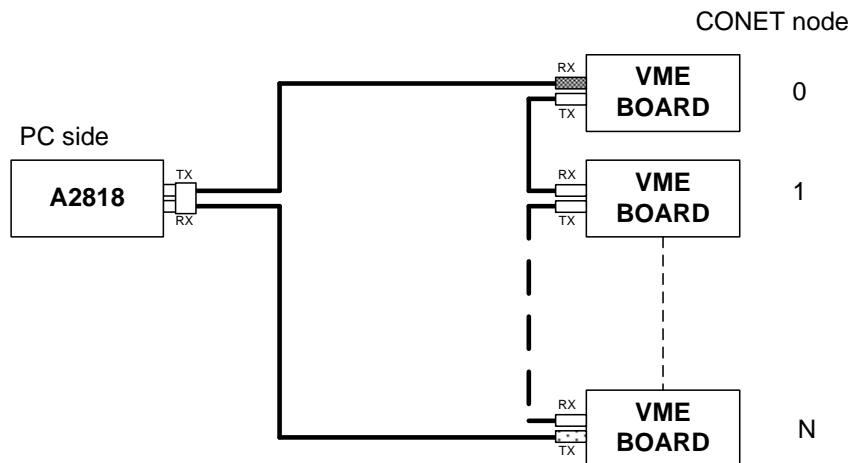 CONET node
RX
VME
BOARD
TX
0
PC side
A2818
TX
RX
RX
VME
BOARD
TX
1
RX
VME
BOARD
TX
N